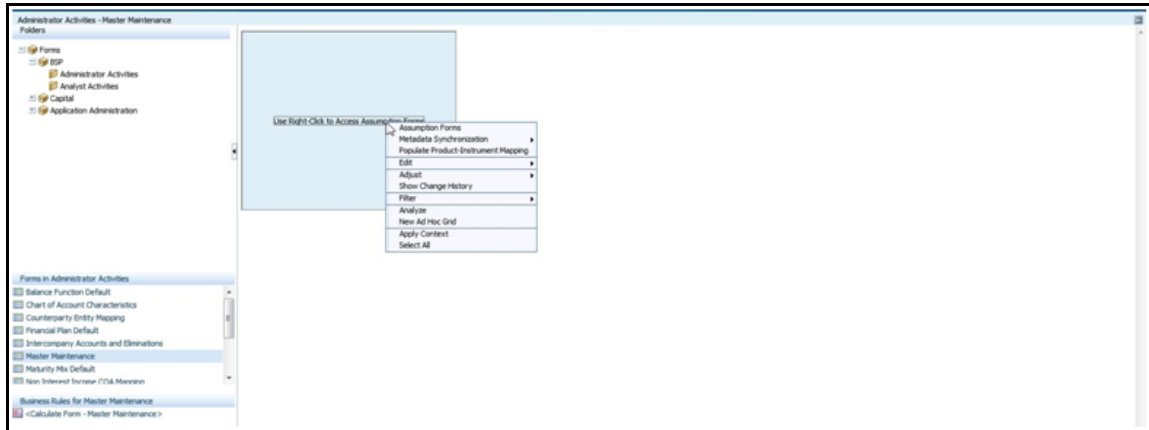 Administrator Activities - Master Maintenance
Folders
Forms
BSP
Administrator Activities
Analyst Activities
Capital
Application Administration
Use Right-Click to Access Assumption Forms
Assumption Forms
Metadata Synchronization
Populate Product-Instrument Mapping
Edit
Adjust
Show Change History
Filter
Analyze
New Ad Hoc Grid
Apply Context
Select All
Forms in Administrator Activities
Balance Function Default
Chart of Account Characteristics
Counterparty Entity Mapping
Financial Plan Default
Intercompany Accounts and Eliminations
Master Maintenance
Maturity Mix Default
Non Interest Income COA Mapping
Business Rules for Master Maintenance
<Calculate Form - Master Maintenance>